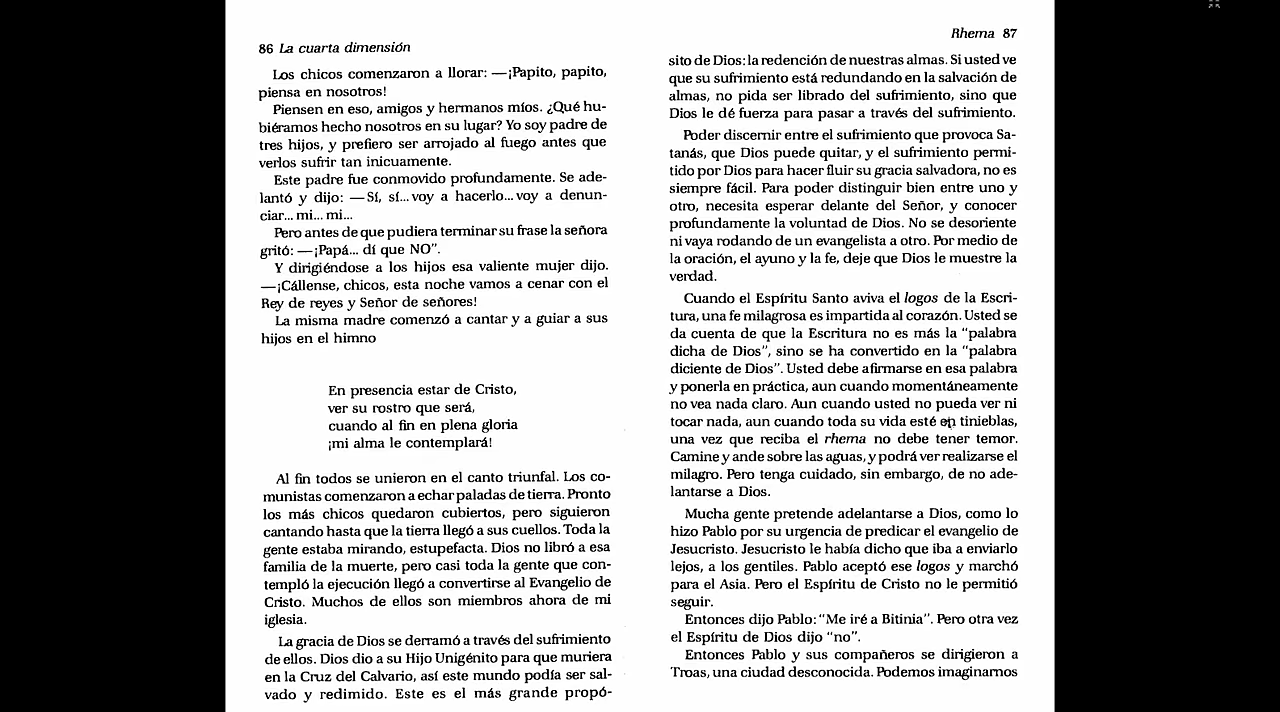 86 La cuarta dimensión
Los chicos comenzaron a llorar: —¡Papito, papito,
piensa en nosotros!
Piensen en eso, amigos y hermanos míos. ¿Qué hu-
biéramos hecho nosotros en su lugar? Yo soy padre de
tres hijos, y prefiero ser arrojado al fuego antes que
verlos sufrir tan inicuamente.
Este padre fue conmovido profundamente. Se ade-
lantó y dijo: —Sí, sí... voy a hacerlo... voy a denun-
ciar... mi... mi...
Pero antes de que pudiera terminar su frase la señora
gritó: —¡Papá... dí que NO”.
Y dirigiéndose a los hijos esa valiente mujer dijo.
—¡Cállense, chicos, esta noche vamos a cenar con el
Rey de reyes y Señor de señores!
La misma madre comenzó a cantar y a guiar a sus
hijos en el himno
En presencia estar de Cristo,
ver su rostro que será,
cuando al fin en plena gloria
¡mi alma le contemplará!
Al fin todos se unieron en el canto triunfal. Los co-
munistas comenzaron a echar paladas de tierra. Pronto
los más chicos quedaron cubiertos, pero siguieron
cantando hasta que la tierra llegó a sus cuellos. Toda la
gente estaba mirando, estupefacta. Dios no libró a esa
familia de la muerte, pero casi toda la gente que con-
templó la ejecución llegó a convertirse al Evangelio de
Cristo. Muchos de ellos son miembros ahora de mi
iglesia.
La gracia de Dios se derramó a través del sufrimiento
de ellos. Dios dio a su Hijo Unigénito para que muriera
en la Cruz del Calvario, así este mundo podía ser sal-
vado y redimido. Este es el más grande propó-
Rhema 87
sito de Dios: la redención de nuestras almas. Si usted ve
que su sufrimiento está redundando en la salvación de
almas, no pida ser librado del sufrimiento, sino que
Dios le dé fuerza para pasar a través del sufrimiento.
Poder discernir entre el sufrimiento que provoca Sa-
tanás, que Dios puede quitar, y el sufrimiento permi-
tido por Dios para hacer fluir su gracia salvadora, no es
siempre fácil. Para poder distinguir bien entre uno y
otro, necesita esperar delante del Señor, y conocer
profundamente la voluntad de Dios. No se desoriente
ni vaya rodando de un evangelista a otro. Por medio de
la oración, el ayuno y la fe, deje que Dios le muestre la
verdad.
Cuando el Espíritu Santo aviva el logos de la Escri-
tura, una fe milagrosa es impartida al corazón. Usted se
da cuenta de que la Escritura no es más la “palabra
dicha de Dios”, sino se ha convertido en la “palabra
diciente de Dios”. Usted debe afirmarse en esa palabra
y ponerla en práctica, aun cuando momentáneamente
no vea nada claro. Aun cuando usted no pueda ver ni
tocar nada, aun cuando toda su vida esté en tinieblas,
una vez que reciba el rhema no debe tener temor.
Camine y ande sobre las aguas, y podrá ver realizarse el
milagro. Pero tenga cuidado, sin embargo, de no ade-
lantarse a Dios.
Mucha gente pretende adelantarse a Dios, como lo
hizo Pablo por su urgencia de predicar el evangelio de
Jesucristo. Jesucristo le había dicho que iba a enviarlo
lejos, a los gentiles. Pablo aceptó ese logos y marchó
para el Asia. Pero el Espíritu de Cristo no le permitió
seguir.
Entonces dijo Pablo: “Me iré a Bitinia”. Pero otra vez
el Espíritu de Dios dijo “no”.
Entonces Pablo y sus compañeros se dirigieron a
Troas, una ciudad desconocida. Podemos imaginarnos